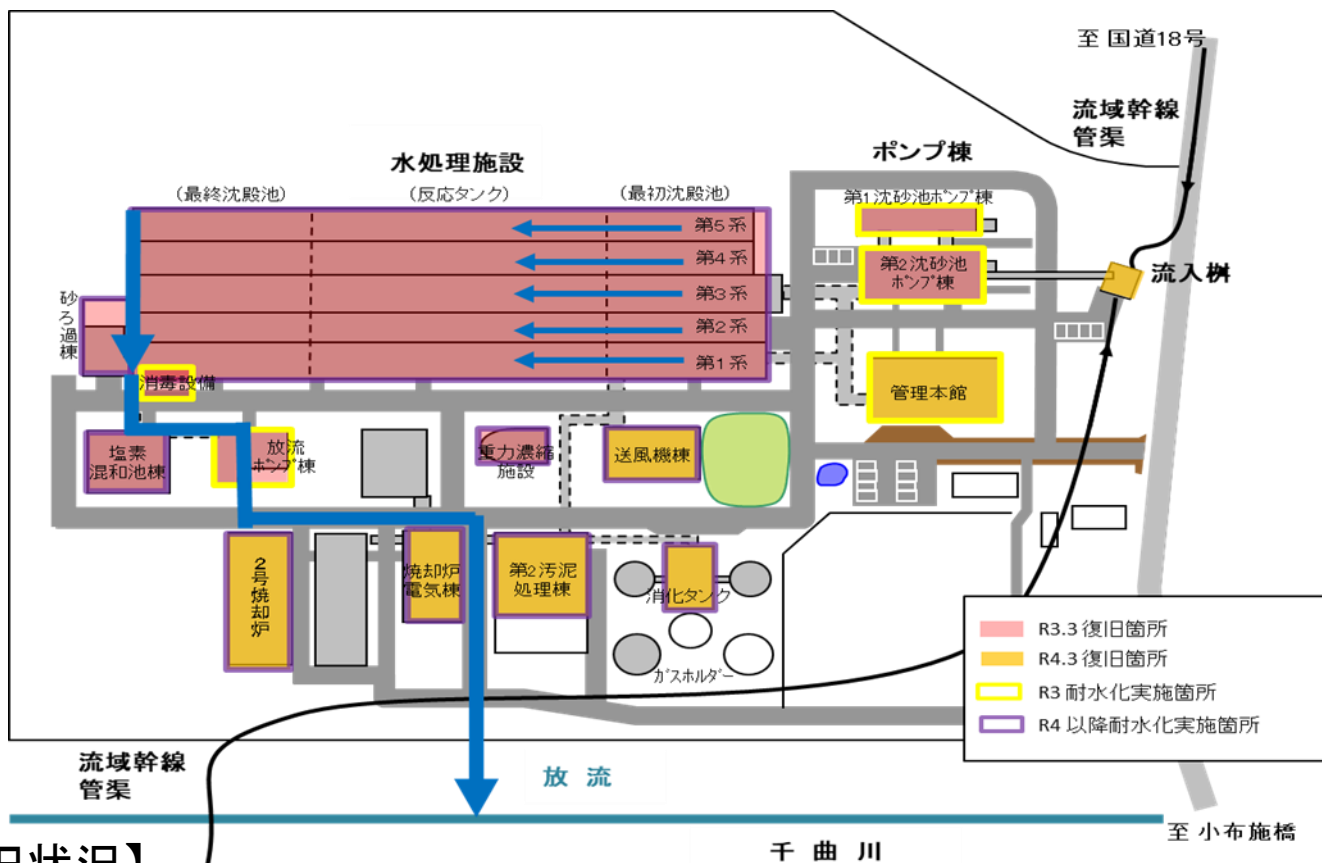 至 国道18号
流域幹線
管渠
水処理施設
ポンプ棟
(最終沈殿池)
(反応タンク)
(最初沈殿池)
第1沈砂池ポンプ棟
第5系
第4系
第3系
第2系
第1系
第2沈砂池
ポンプ棟
流入桝
砂ろ過棟
消毒設備
管理本館
塩素
混和池棟
放流
ポンプ棟
重力濃縮
施設
送風機棟
2号焼却炉
焼却炉
電気棟
第2汚泥
処理棟
消化タンク
ガスホルダー
R3.3 復旧箇所
R4.3 復旧箇所
R3 耐水化実施箇所
R4 以降耐水化実施箇所
流域幹線
管渠
放 流
至 小布施橋
千 曲 川
状況】